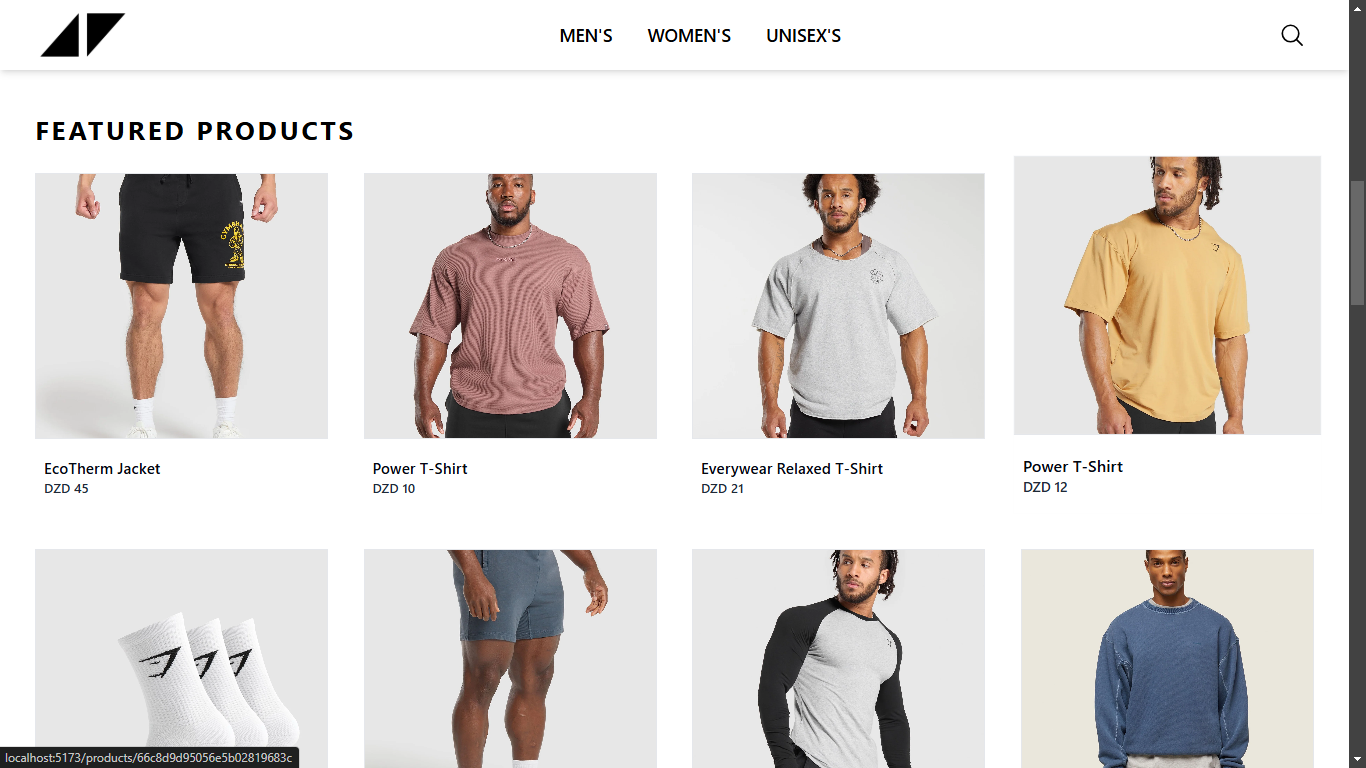 MEN'S WOMEN'S UNISEX'S
FEATURED PRODUCTS
EcoTherm Jacket
DZD 45
Power T-Shirt
DZD 10
Everywear Relaxed T-Shirt
DZD 21
Power T-Shirt
DZD 12
localhost:5173/products/66c8d9d95056e5b02819683c